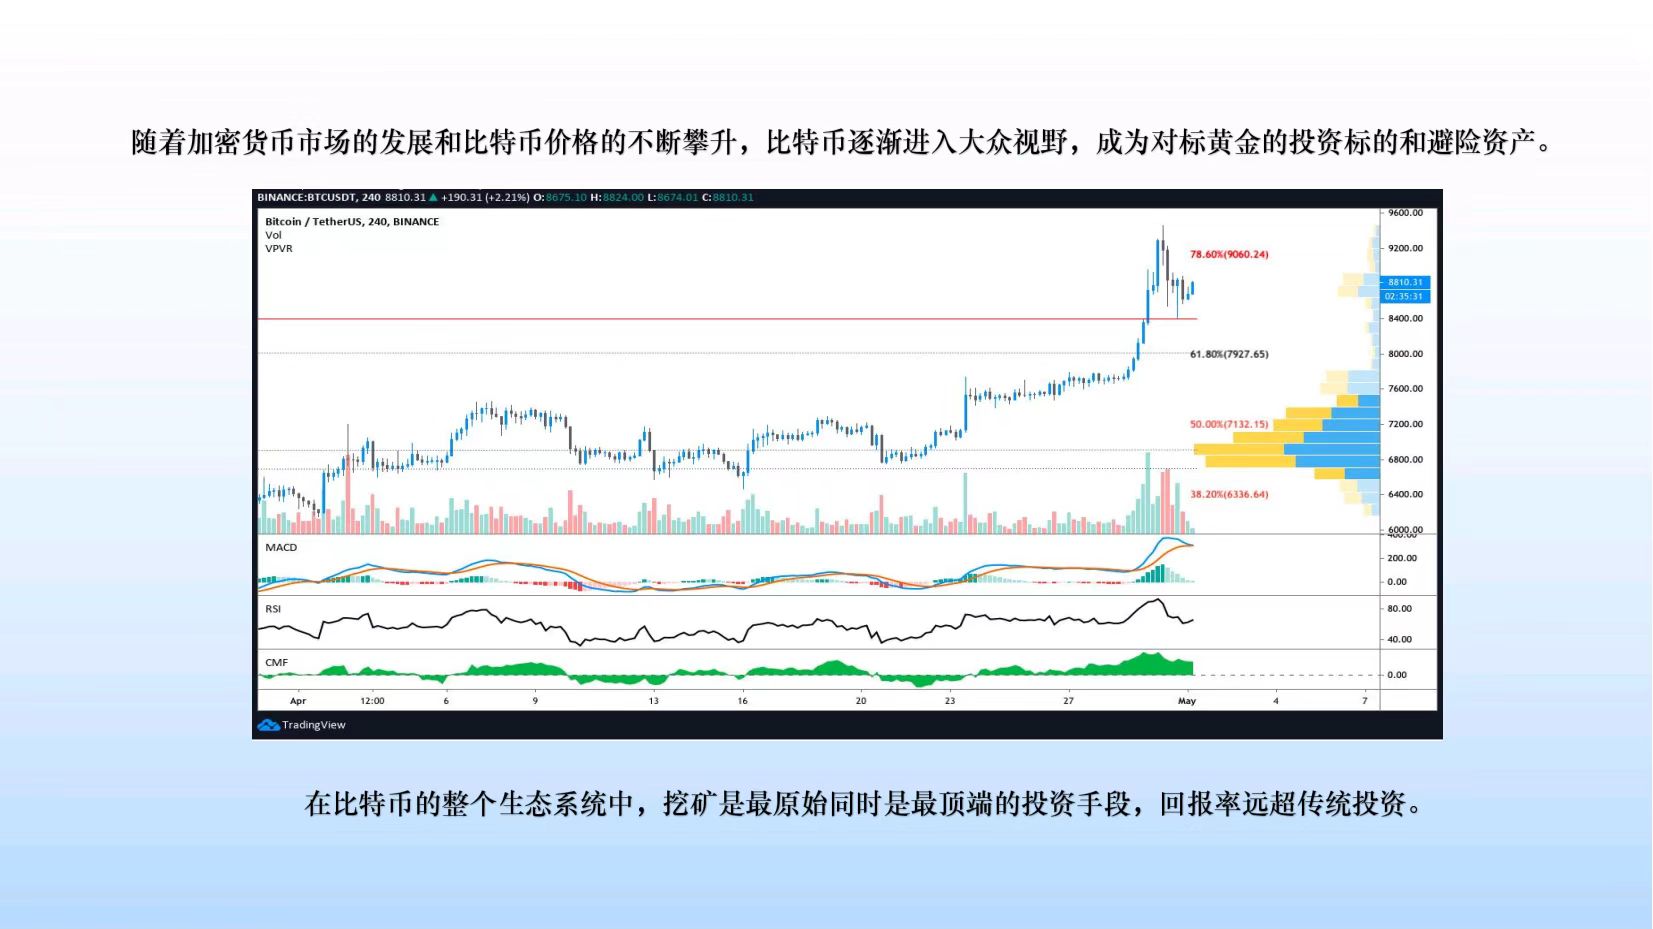 随着加密货币市场的发展和比特币价格的不断攀升，比特币逐渐进入大众视野，成为对标黄金的投资标的和避险资产。
BINANCE:BTCUSDT, 240 8810.31 ▲ +190.31 (+2.21%) O:8675.10 H:8824.00 L:8674.01 C:8810.31
Bitcoin / TetherUS, 240, BINANCE
Vol
VPVR
9600.00
9200.00
78.60%(9060.24)
8810.31
02:35:31
8400.00
8000.00
61.80%(7927.65)
7600.00
7200.00
50.00%(7132.15)
6800.00
6400.00
38.20%(6336.64)
6000.00
400.00
MACD
200.00
0.00
RSI
80.00
40.00
CMF
0.00
Apr 12:00 6 9 13 16 20 23 27 May 4 7
TradingView
在比特币的整个生态系统中，挖矿是最原始同时是最顶端的投资手段，回报率远超传统投资。